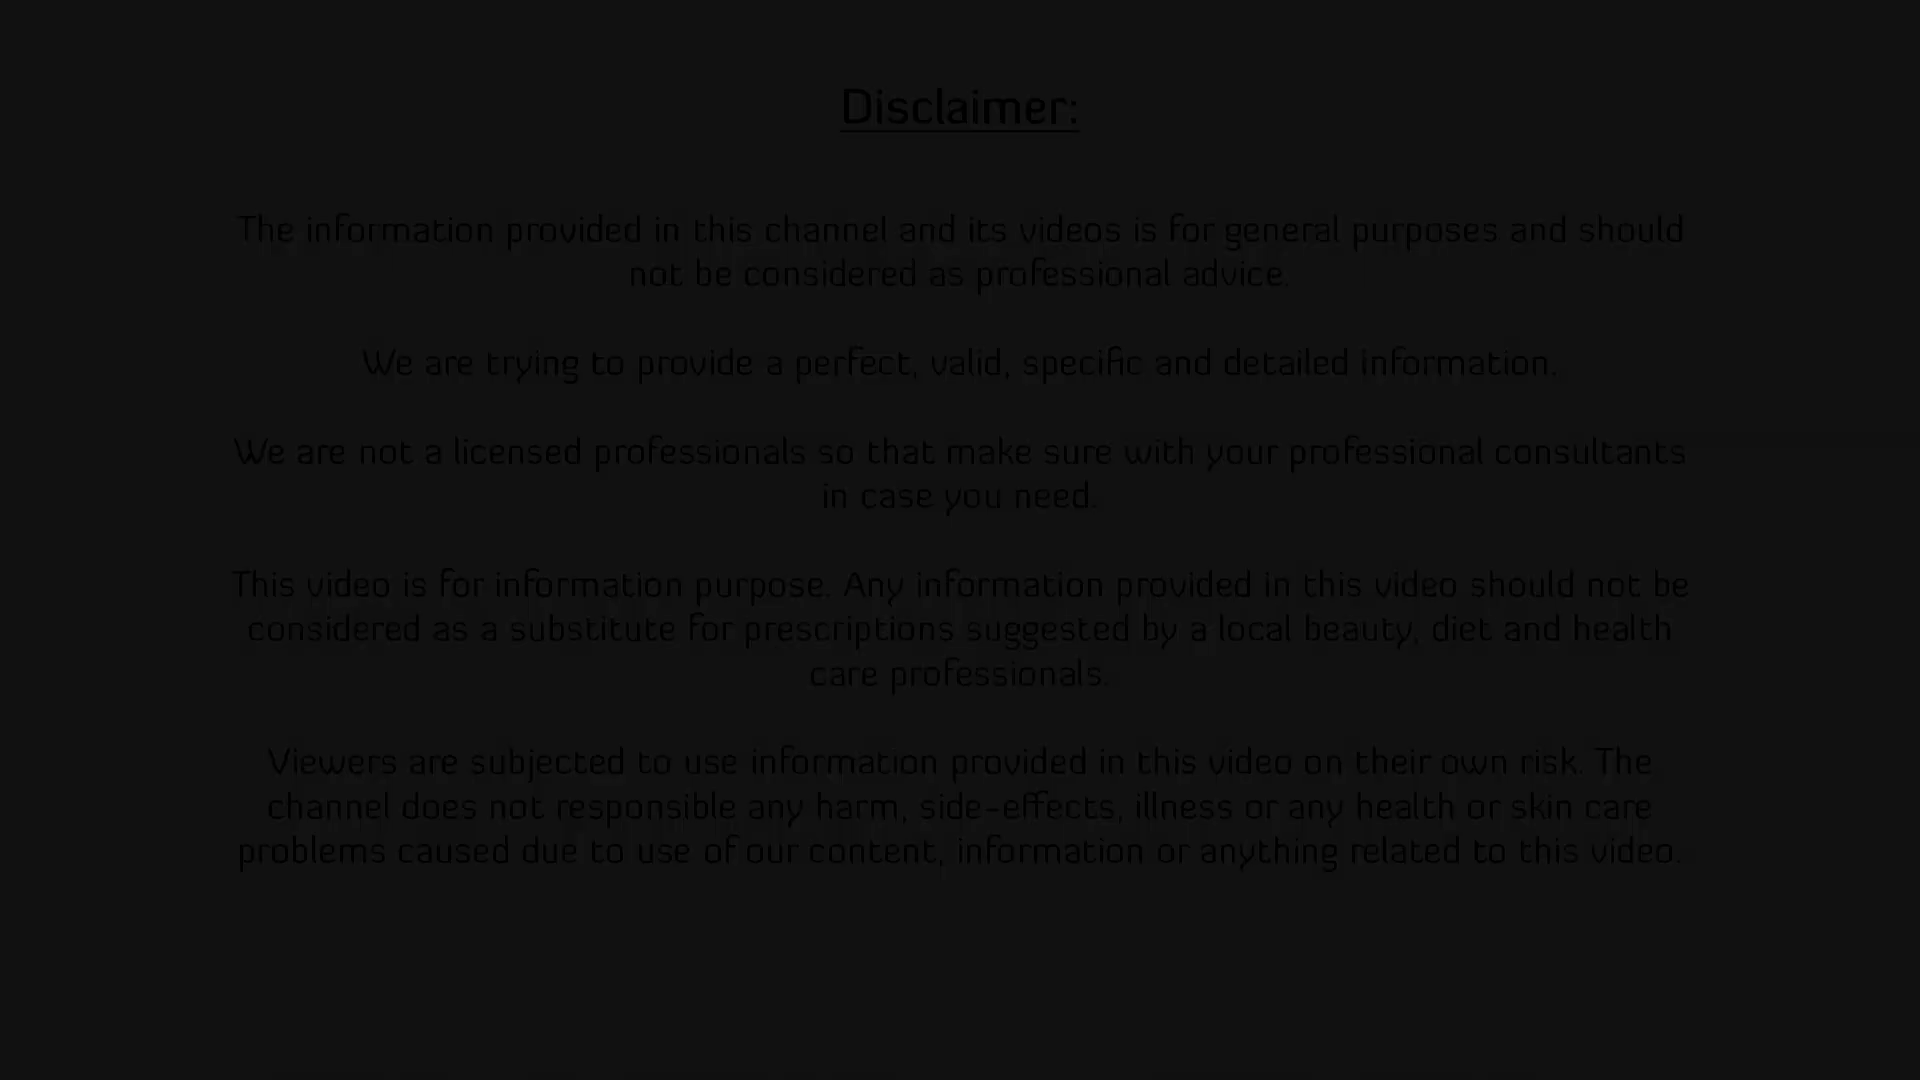 Disclaimer:
The information provided in this channel and its videos is for general purposes and should
not be considered as professional advice.
We are trying to provide a perfect, valid, specific and detailed information.
We are not a licensed professionals so that make sure with your professional consultants
in case you need.
This video is for information purpose. Any information provided in this video should not be
considered as a substitute for prescriptions suggested by a local beauty, diet and health
care professionals.
Viewers are subjected to use information provided in this video on their own risk. The
channel does not responsible any harm, side-effects, illness or any health or skin care
problems caused due to use of our content, information or anything related to this video.